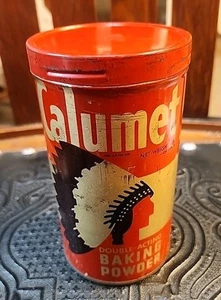 Calumet
DOUBLE-ACTING
BAKING
POWDER